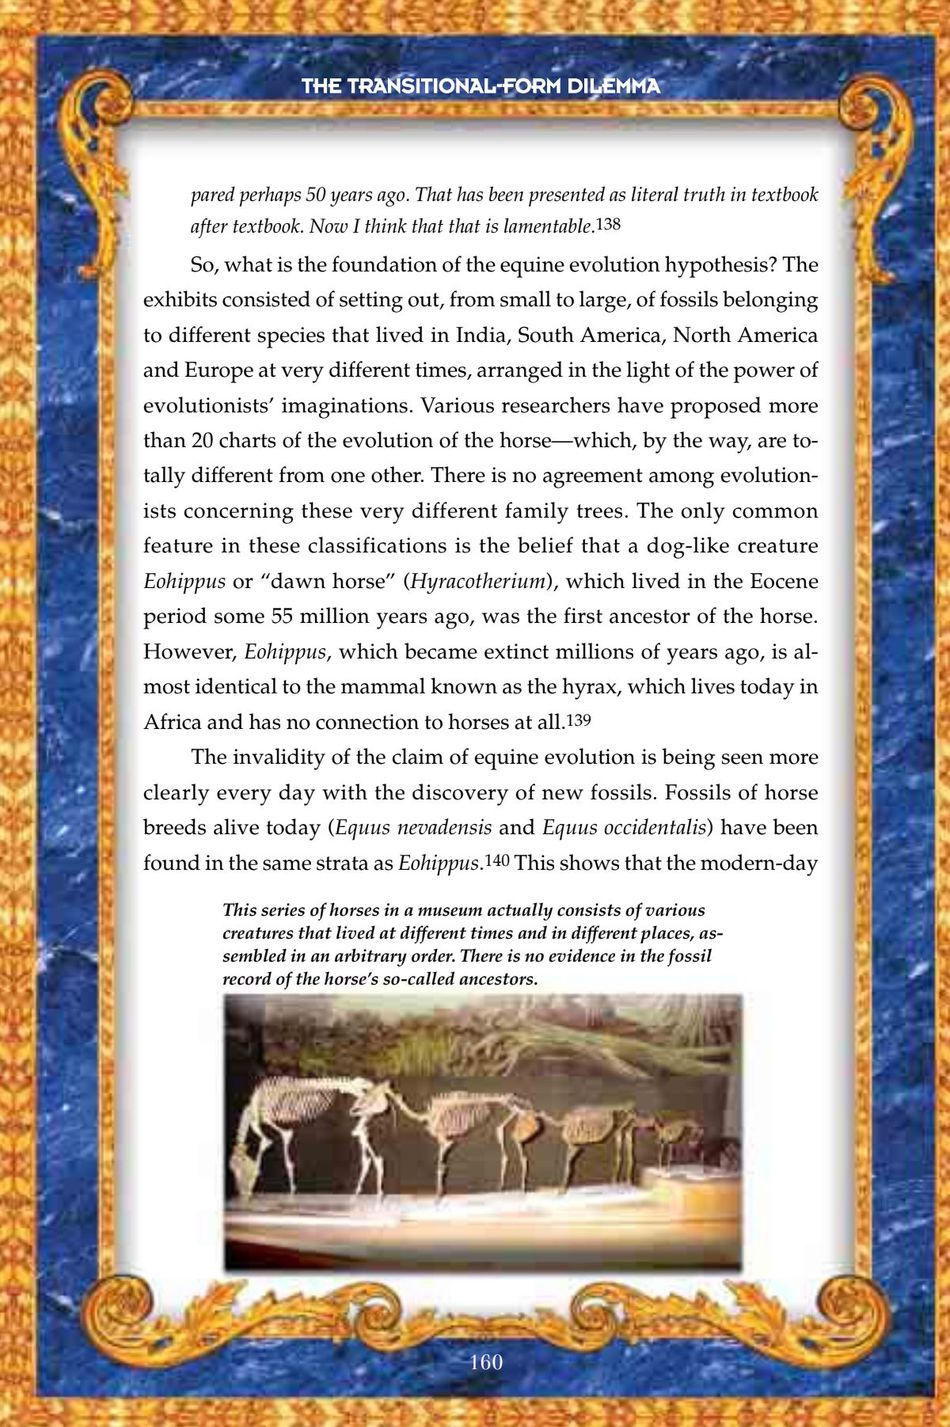 THE TRANSITIONAL-FORM DILEMMA
pared perhaps 50 years ago. That has been presented as literal truth in textbook
after textbook. Now I think that that is lamentable.138
So, what is the foundation of the equine evolution hypothesis? The
exhibits consisted of setting out, from small to large, of fossils belonging
to different species that lived in India, South America, North America
and Europe at very different times, arranged in the light of the power of
evolutionists’ imaginations. Various researchers have proposed more
than 20 charts of the evolution of the horse—which, by the way, are to-
tally different from one other. There is no agreement among evolution-
ists concerning these very different family trees. The only common
feature in these classifications is the belief that a dog-like creature
Eohippus or “dawn horse” (Hyracotherium), which lived in the Eocene
period some 55 million years ago, was the first ancestor of the horse.
However, Eohippus, which became extinct millions of years ago, is al-
most identical to the mammal known as the hyrax, which lives today in
Africa and has no connection to horses at all.139
The invalidity of the claim of equine evolution is being seen more
clearly every day with the discovery of new fossils. Fossils of horse
breeds alive today (Equus nevadensis and Equus occidentalis) have been
found in the same strata as Eohippus.140 This shows that the modern-day
This series of horses in a museum actually consists of various
creatures that lived at different times and in different places, as-
sembled in an arbitrary order. There is no evidence in the fossil
record of the horse’s so-called ancestors.
160